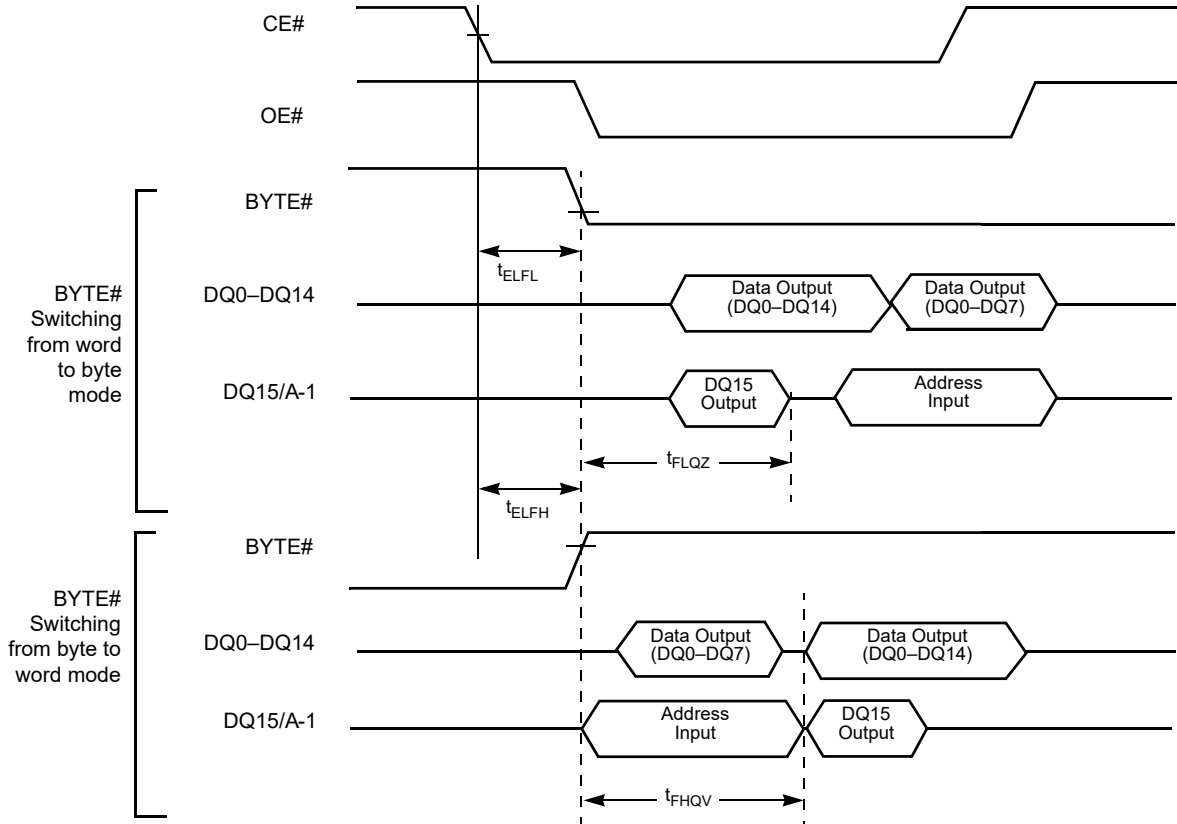 CE#
OE#
BYTE#
Switching
from word
to byte
mode
BYTE#
tELFL
DQ0–DQ14
Data Output
(DQ0–DQ14)
Data Output
(DQ0–DQ7)
DQ15/A-1
DQ15
Output
Address
Input
tFLQZ
tELFH
BYTE#
Switching
from byte to
word mode
BYTE#
DQ0–DQ14
Data Output
(DQ0–DQ7)
Data Output
(DQ0–DQ14)
DQ15/A-1
Address
Input
DQ15
Output
tFHQV